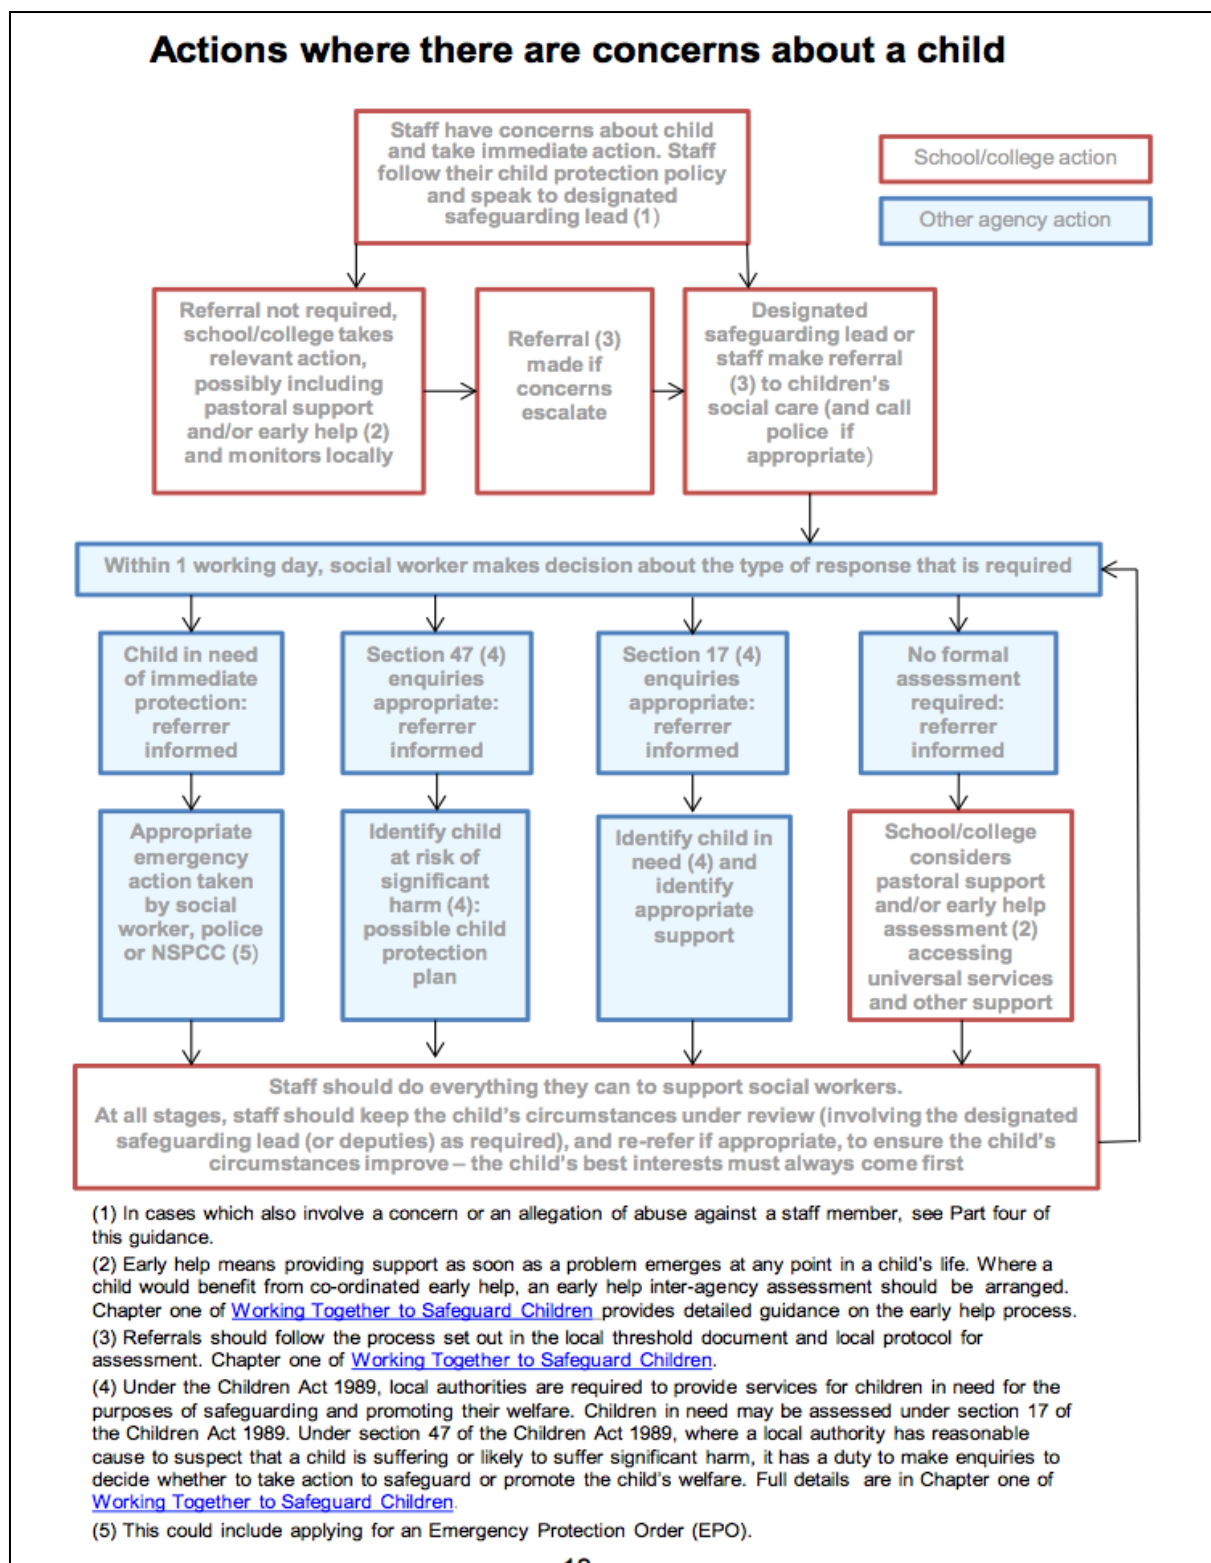 Actions where there are concerns about a child
Staff have concerns about child
and take immediate action. Staff
follow their child protection policy
and speak to designated
safeguarding lead (1)
School/college action
Other agency action
Referral not required,
school/college takes
relevant action,
possibly including
pastoral support
and/or early help (2)
and monitors locally
Referral (3)
made if
concerns
escalate
Designated
safeguarding lead or
staff make referral
(3) to children's
social care (and call
police if
appropriate)
Within 1 working day, social worker makes decision about the type of response that is required
Child in need
of immediate
protection:
referrer
informed
Section 47 (4)
enquiries
appropriate:
referrer
informed
Section 17 (4)
enquiries
appropriate:
referrer
informed
No formal
assessment
required:
referrer
informed
Appropriate
emergency
action taken
by social
worker, police
or NSPCC (5)
Identify child
at risk of
significant
harm (4):
possible child
protection
plan
Identify child in
need (4) and
identify
appropriate
support
School/college
considers
pastoral support
and/or early help
assessment (2)
accessing
universal services
and other support
Staff should do everything they can to support social workers.
At all stages, staff should keep the child's circumstances under review (involving the designated
safeguarding lead (or deputies) as required), and re-refer if appropriate, to ensure the child's
circumstances improve – the child's best interests must always come first
(1) In cases which also involve a concern or an allegation of abuse against a staff member, see Part four of
this guidance.
(2) Early help means providing support as soon as a problem emerges at any point in a child's life. Where a
child would benefit from co-ordinated early help, an early help inter-agency assessment should be arranged.
Chapter one of Working Together to Safeguard Children provides detailed guidance on the early help process.
(3) Referrals should follow the process set out in the local threshold document and local protocol for
assessment. Chapter one of Working Together to Safeguard Children.
(4) Under the Children Act 1989, local authorities are required to provide services for children in need for the
purposes of safeguarding and promoting their welfare. Children in need may be assessed under section 17 of
the Children Act 1989. Under section 47 of the Children Act 1989, where a local authority has reasonable
cause to suspect that a child is suffering or likely to suffer significant harm, it has a duty to make enquiries to
decide whether to take action to safeguard or promote the child's welfare. Full details are in Chapter one of
Working Together to Safeguard Children.
(5) This could include applying for an Emergency Protection Order (EPO).